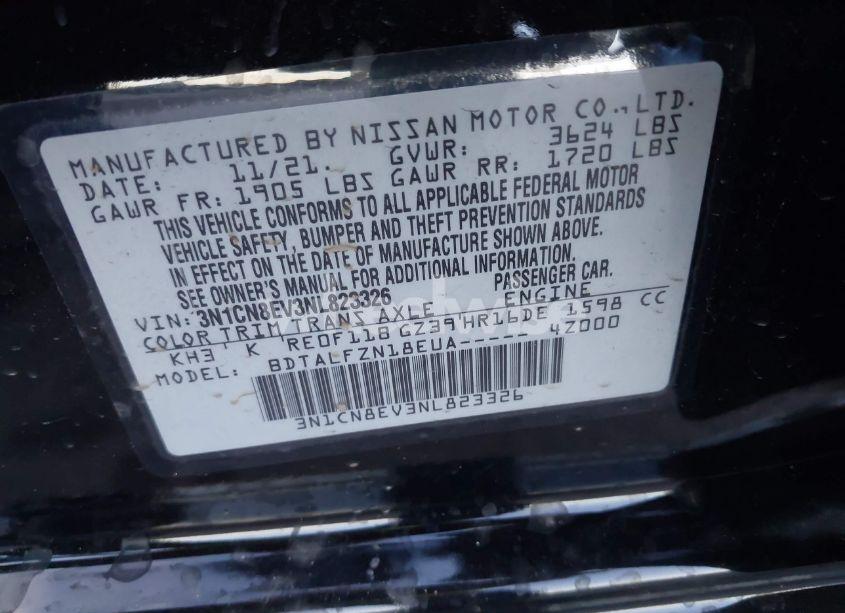 MANUFACTURED BY NISSAN MOTOR CO., LTD.
DATE: 11/21. GVWR: 3624 LBS
GAWR FR: 1905 LBS GAWR RR: 1720 LBS
THIS VEHICLE CONFORMS TO ALL APPLICABLE FEDERAL MOTOR
VEHICLE SAFETY, BUMPER AND THEFT PREVENTION STANDARDS
IN EFFECT ON THE DATE OF MANUFACTURE SHOWN ABOVE.
SEE OWNER'S MANUAL FOR ADDITIONAL INFORMATION.
VIN: 3N1CN8EV3NL823326 PASSENGER CAR.
COLOR TRIM TRANS AXLE ENGINE
KH3 K RE0F11B GZ39 HR16DE 1598 CC
MODEL: BDTALFZN18EUA----- 4Z000
3N1CN8EV3NL823326